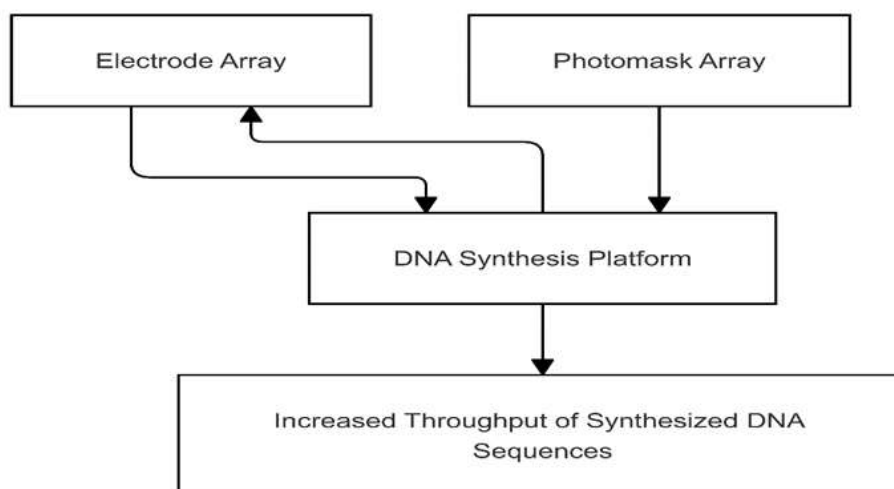 Electrode Array
Photomask Array
DNA Synthesis Platform
Increased Throughput of Synthesized DNA
Sequences